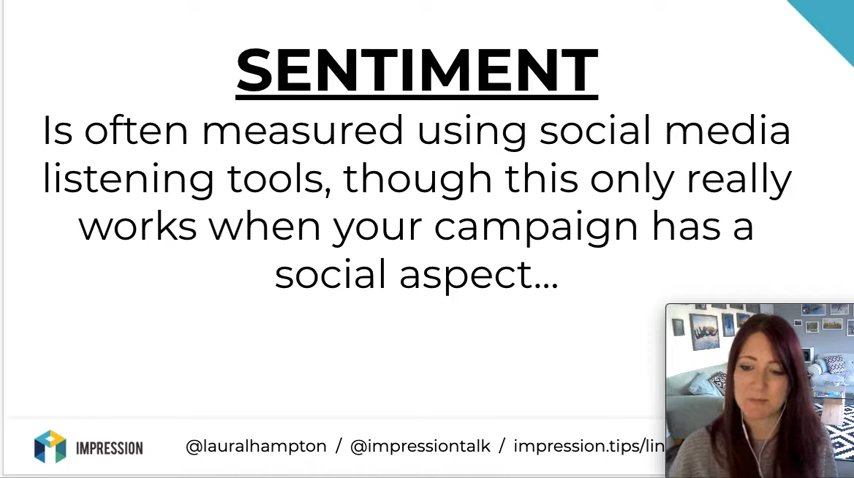 SENTIMENT
Is often measured using social media
listening tools, though this only really
works when your campaign has a
social aspect...
IMPRESSION
@lauralhampton / @impressiontalk / impression.tips/lin